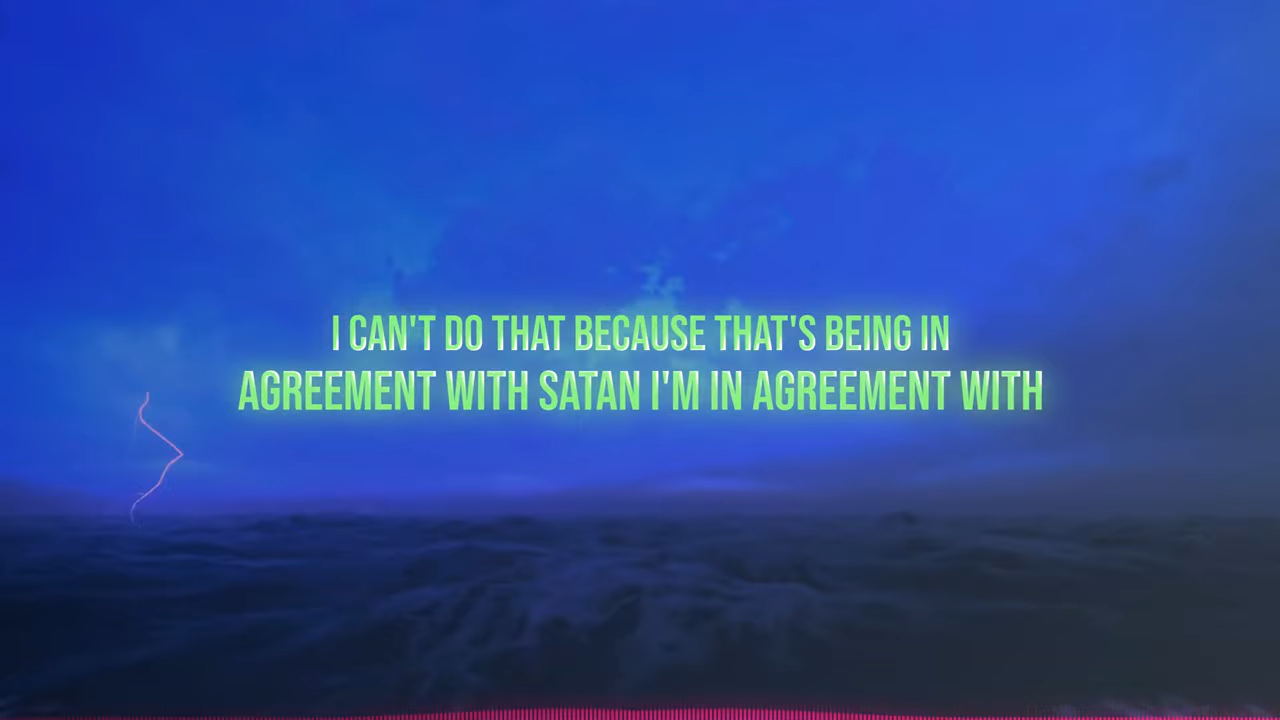 I CAN'T DO THAT BECAUSE THAT'S BEING IN
AGREEMENT WITH SATAN I'M IN AGREEMENT WITH